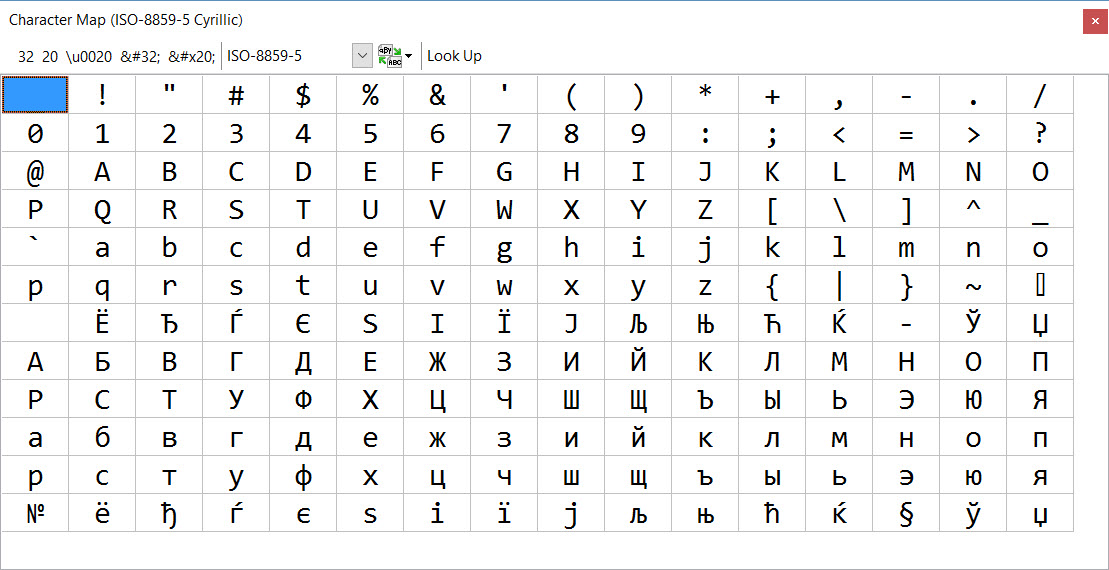 Character Map (ISO-8859-5 Cyrillic)
32 20 \u0020 &#32; &#x20; ISO-8859-5 Look Up
! " # $ % & ' ( ) * + , - . /
0 1 2 3 4 5 6 7 8 9 : ; < = > ?
@ A B C D E F G H I J K L M N O
P Q R S T U V W X Y Z [ \ ] ^ _
` a b c d e f g h i j k l m n o
p q r s t u v w x y z { | } ~
Ё Ђ Ѓ Є Ѕ І Ї Ј Љ Њ Ћ Ќ - Ў Џ
А Б В Г Д Е Ж З И Й К Л М Н О П
Р С Т У Ф Х Ц Ч Ш Щ Ъ Ы Ь Э Ю Я
а б в г д е ж з и й к л м н о п
р с т у ф х ц ч ш щ ъ ы ь э ю я
№ ё ђ ѓ є ѕ і ї ј љ њ ћ ќ § ў џ